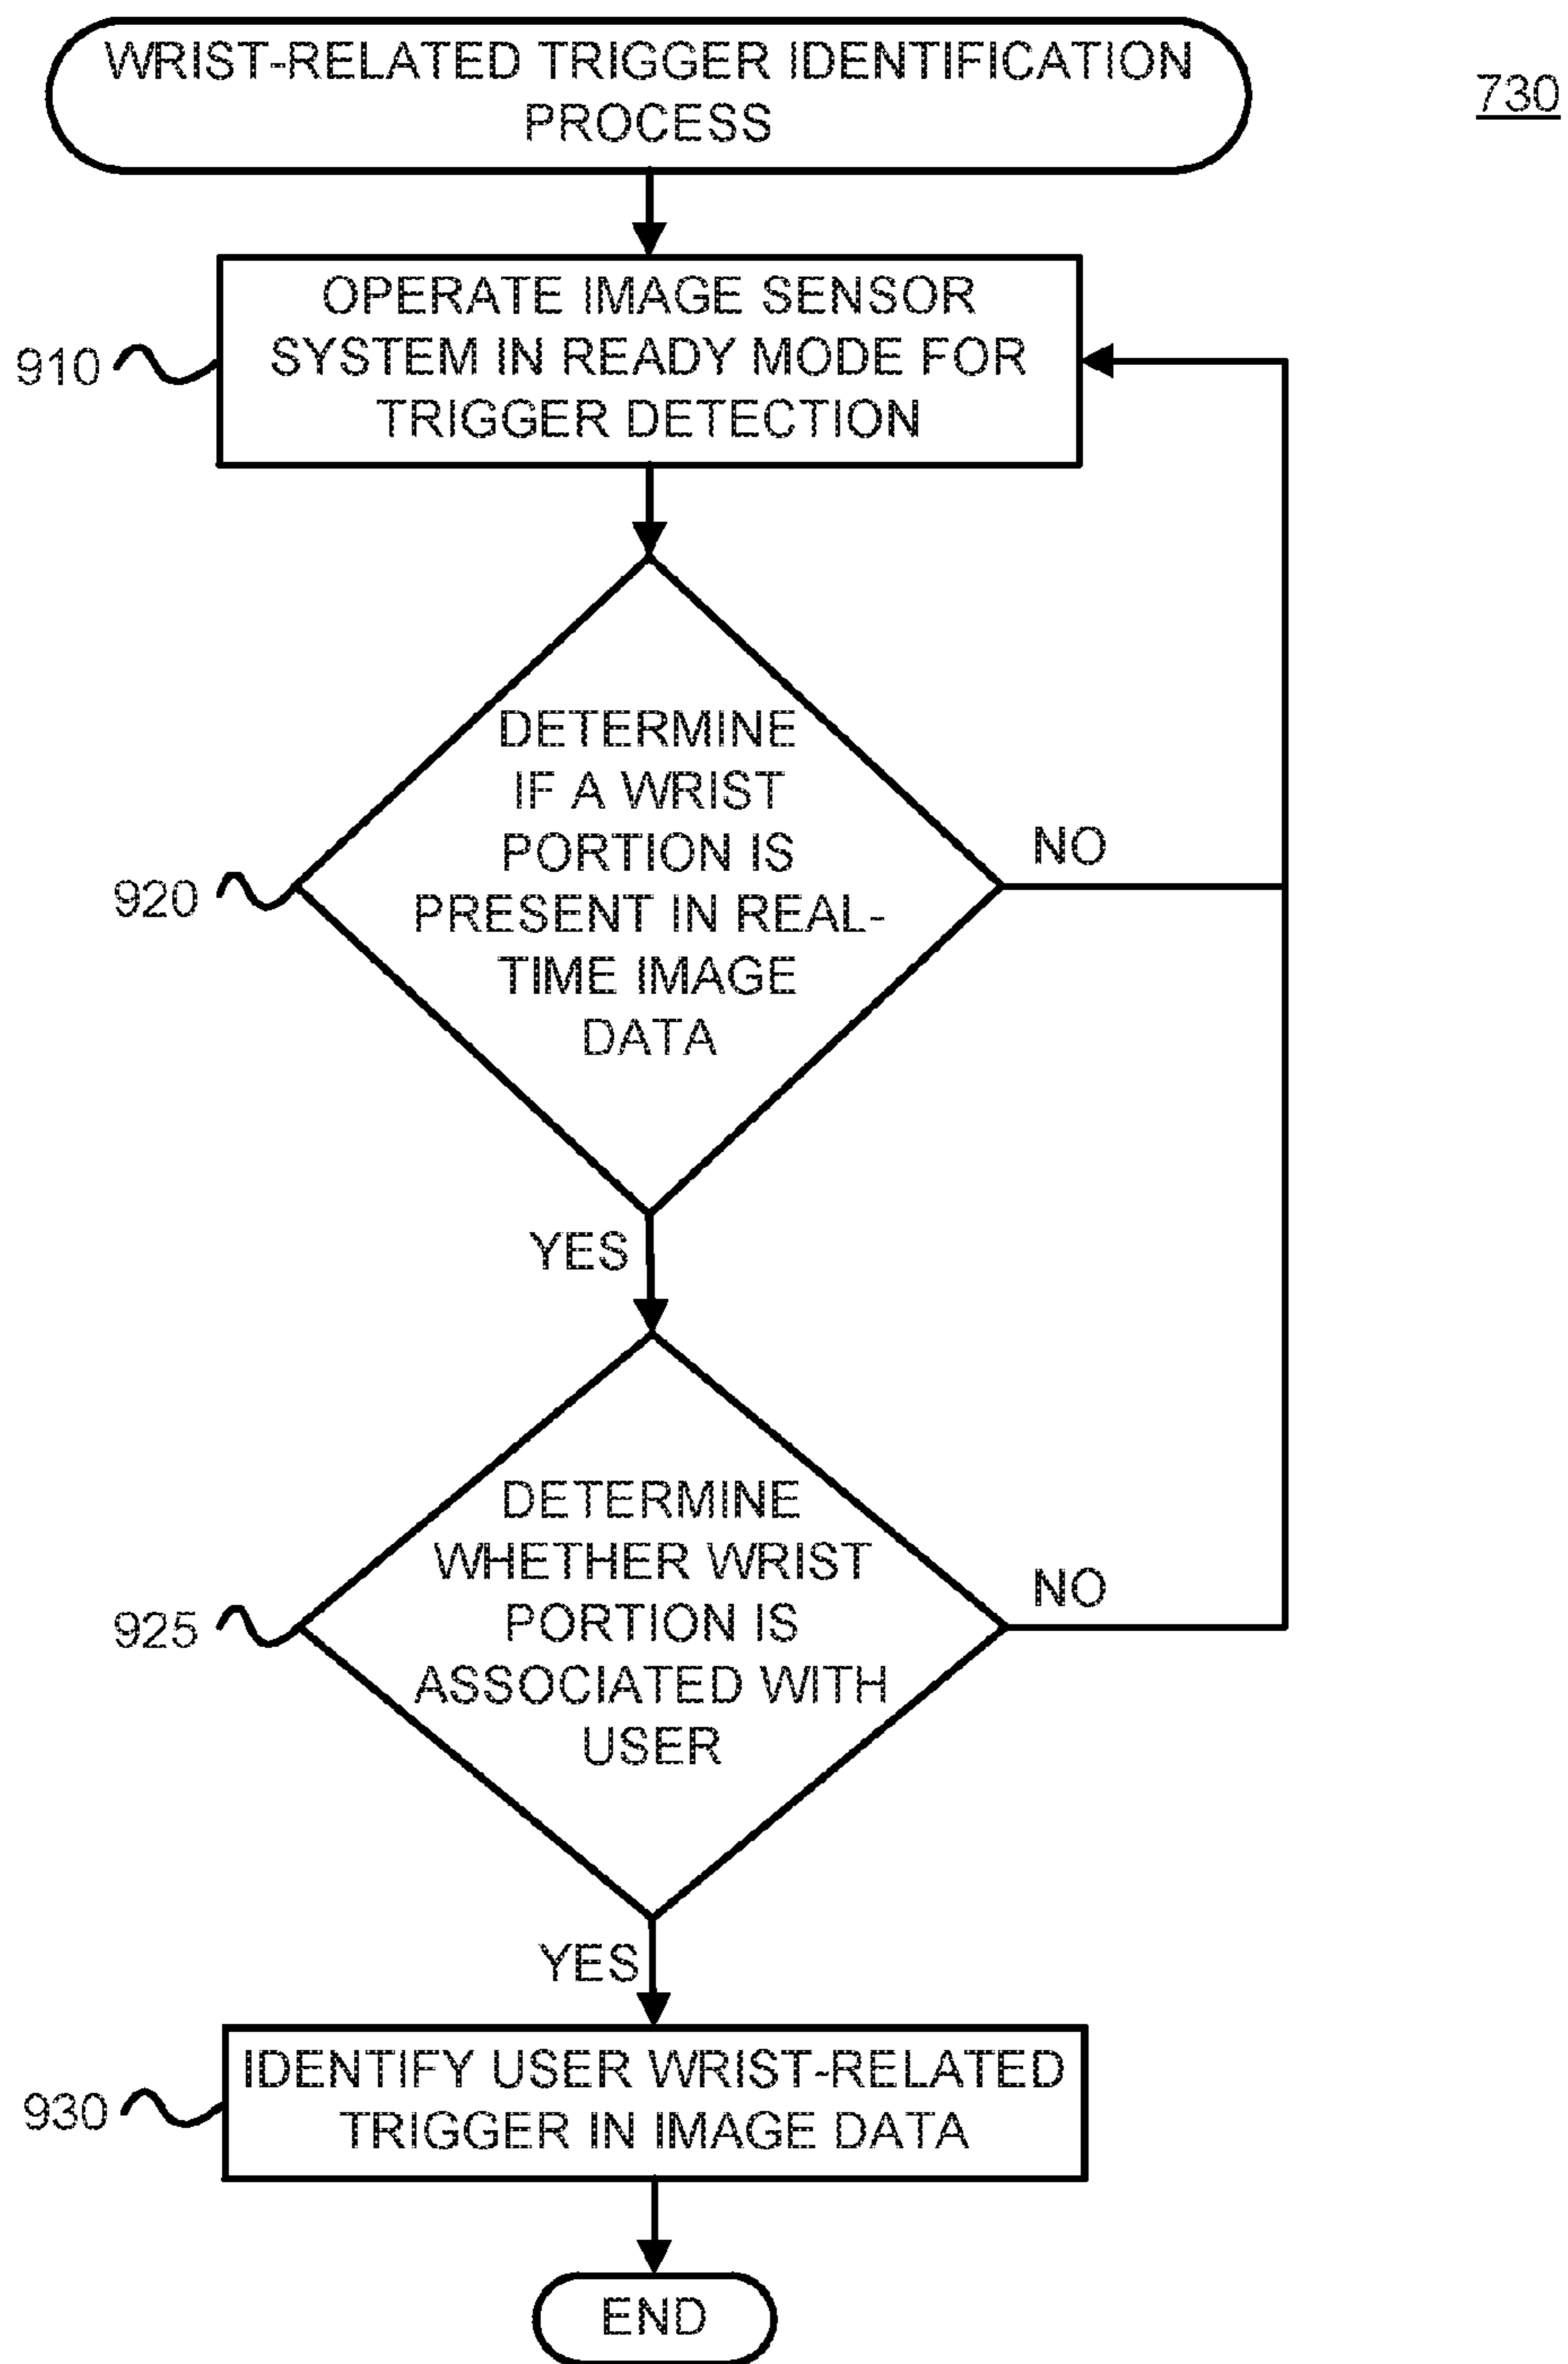 WRIST-RELATED TRIGGER IDENTIFICATION
PROCESS
730
OPERATE IMAGE SENSOR
SYSTEM IN READY MODE FOR
TRIGGER DETECTION
910
DETERMINE
IF A WRIST
PORTION IS
PRESENT IN REAL-
TIME IMAGE
DATA
920
NO
YES
DETERMINE
WHETHER WRIST
PORTION IS
ASSOCIATED WITH
USER
925
NO
YES
IDENTIFY USER WRIST-RELATED
TRIGGER IN IMAGE DATA
930
END